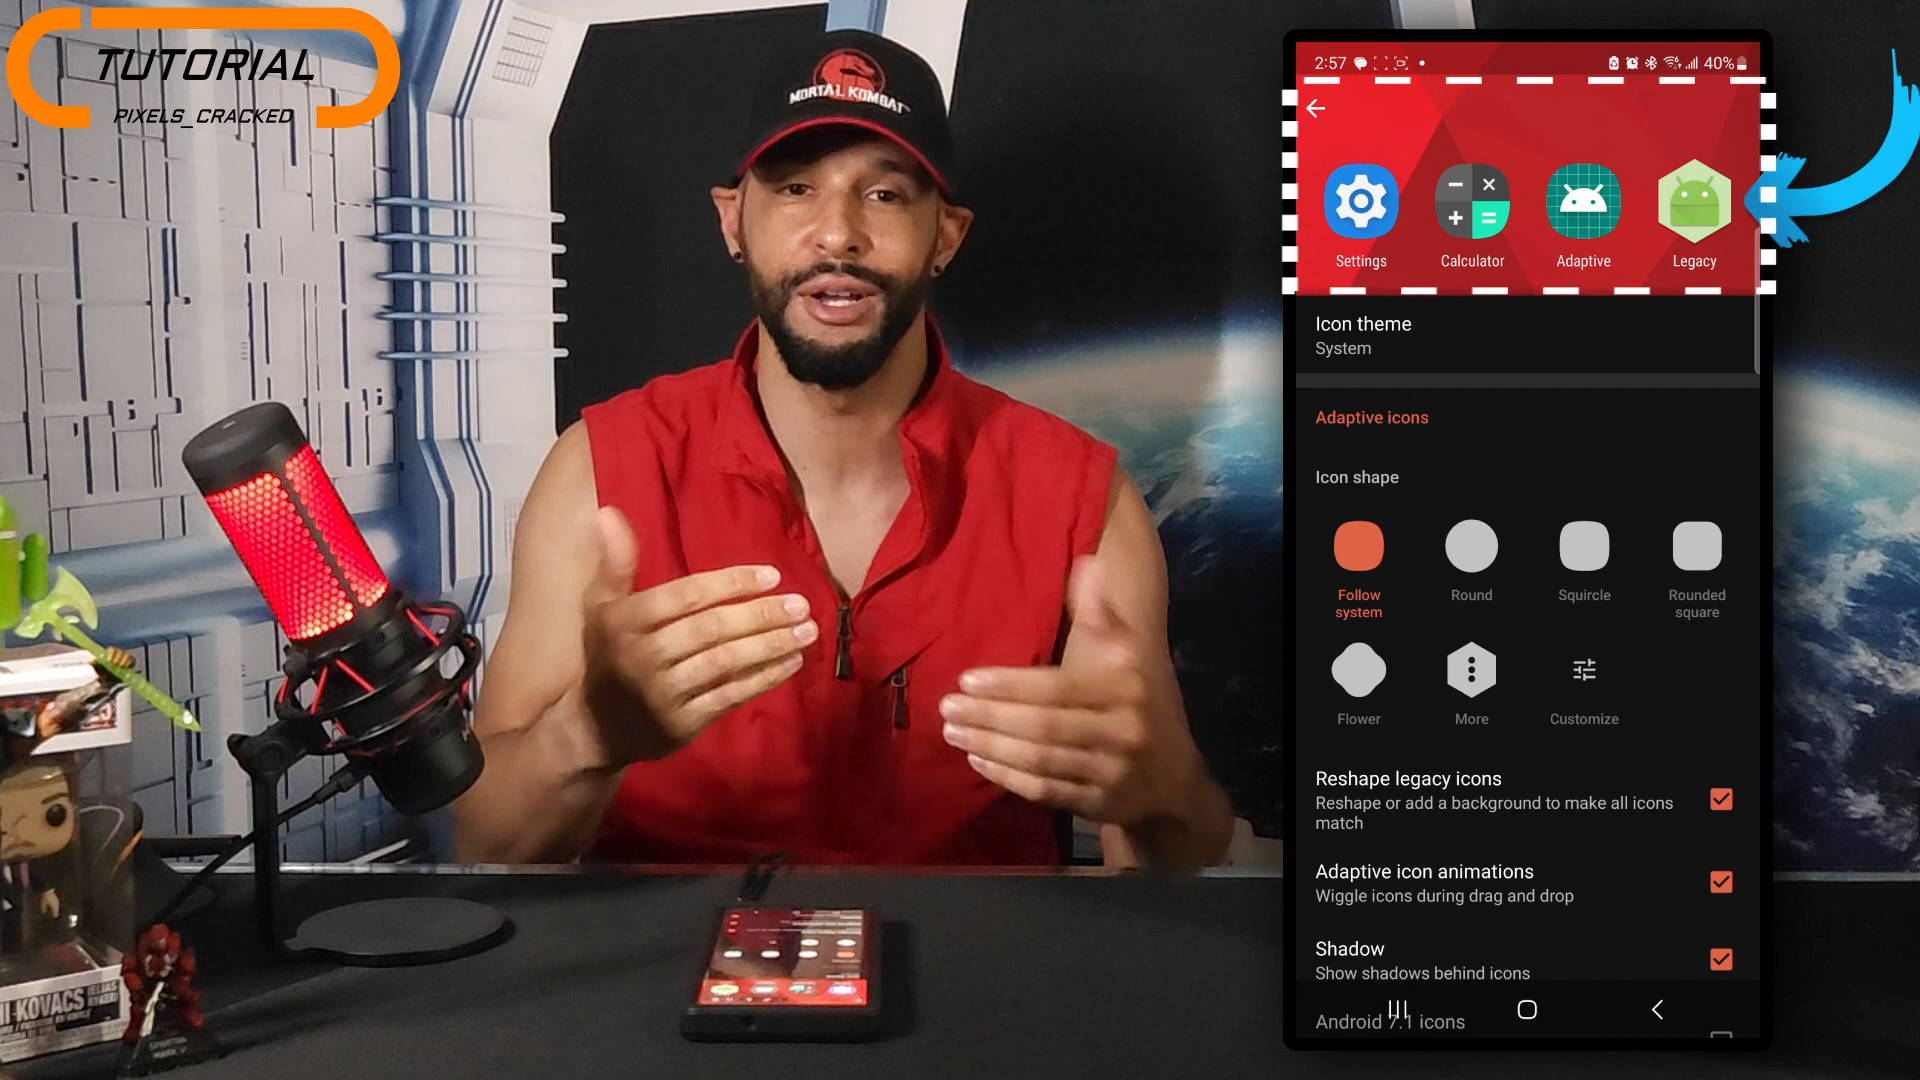 TUTORIAL
PIXELS_CRACKED
MORTAL KOMBAT
2:57
40%
Settings
Calculator
Adaptive
Legacy
Icon theme
System
Adaptive icons
Icon shape
Follow
system
Round
Squircle
Rounded
square
Flower
More
Customize
Reshape legacy icons
Reshape or add a background to make all icons
match
Adaptive icon animations
Wiggle icons during drag and drop
Shadow
Show shadows behind icons
Android 7.1 icons
HI-KOVACS
SPARTAN
MARK V